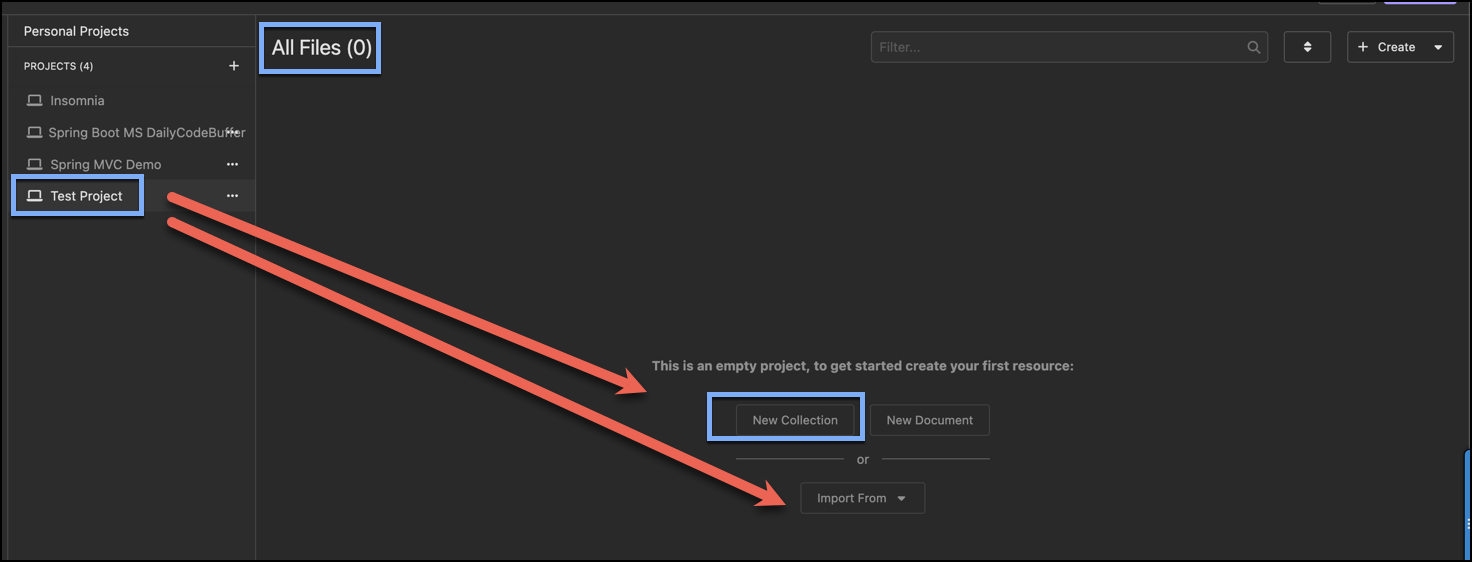 Personal Projects
PROJECTS (4)
Insomnia
Spring Boot MS DailyCodeBuffer
Spring MVC Demo
Test Project
All Files (0)
Filter...
Create
This is an empty project, to get started create your first resource:
New Collection
New Document
or
Import From